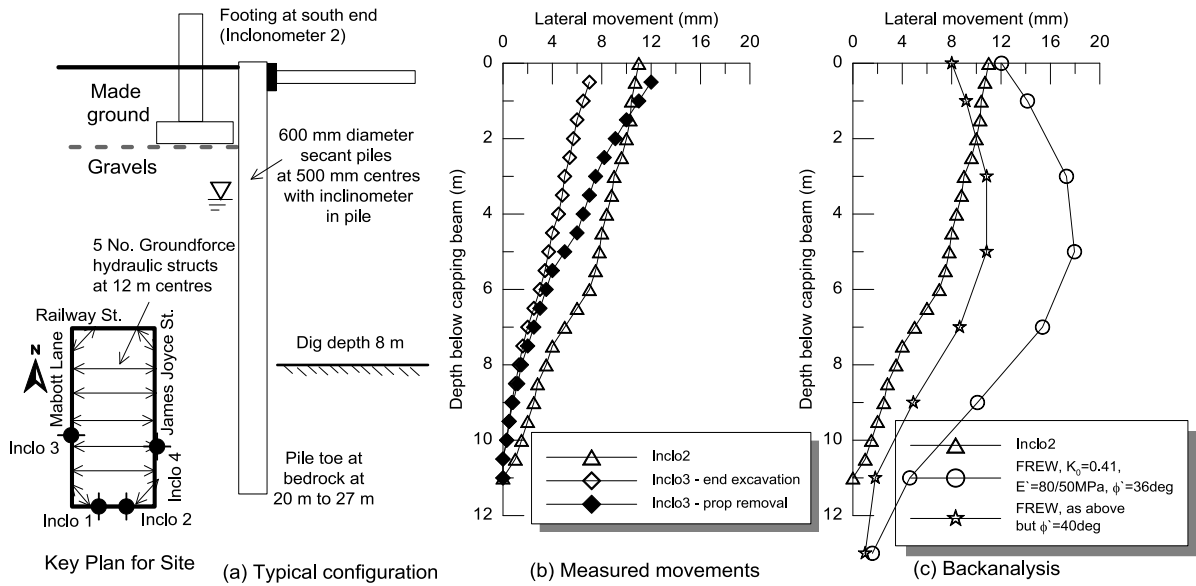 Footing at south end
(Inclonometer 2)
Made
ground
Gravels
600 mm diameter
secant piles
at 500 mm centres
with inclinometer
in pile
5 No. Groundforce
hydraulic structs
at 12 m centres
Railway St.
N
Mabott Lane
James Joyce St.
Inclo 3
Inclo 4
Inclo 1
Inclo 2
Key Plan for Site
Dig depth 8 m
Pile toe at
bedrock at
20 m to 27 m
(a) Typical configuration
Lateral movement (mm)
0 4 8 12 16 20
Depth below capping beam (m)
0
2
4
6
8
10
12
Inclo2
Inclo3 - end excavation
Inclo3 - prop removal
(b) Measured movements
Lateral movement (mm)
0 4 8 12 16 20
Depth below capping beam (m)
0
2
4
6
8
10
12
Inclo2
FREW, K₀=0.41,
E`=80/50MPa, ϕ`=36deg
FREW, as above
but ϕ`=40deg
(c) Backanalysis